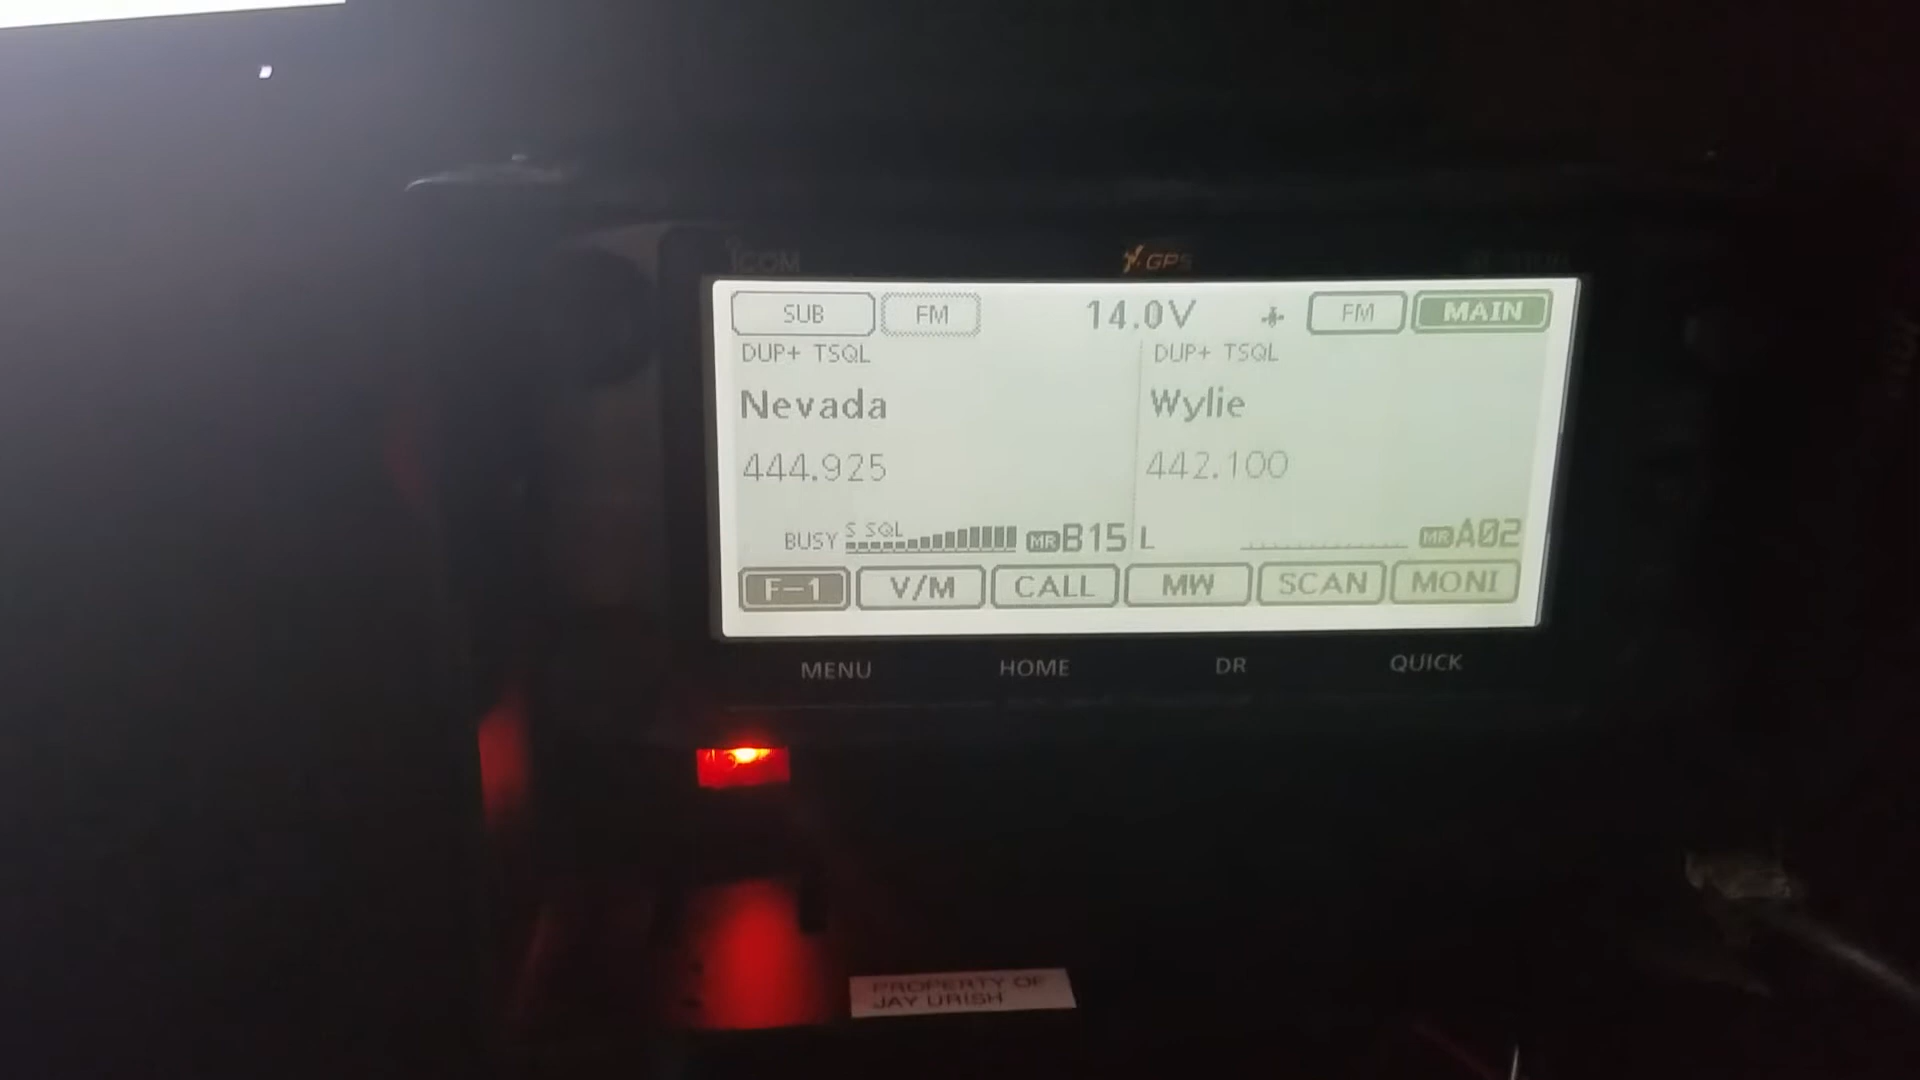 ICOM GPS
SUB FM 14.0V FM MAIN
DUP+ TSQL DUP+ TSQL
Nevada Wylie
444.925 442.100
BUSY S SQL MR B15 L MR A02
F-1 V/M CALL MW SCAN MONI
MENU HOME DR QUICK
PROPERTY OF
JAY URISH